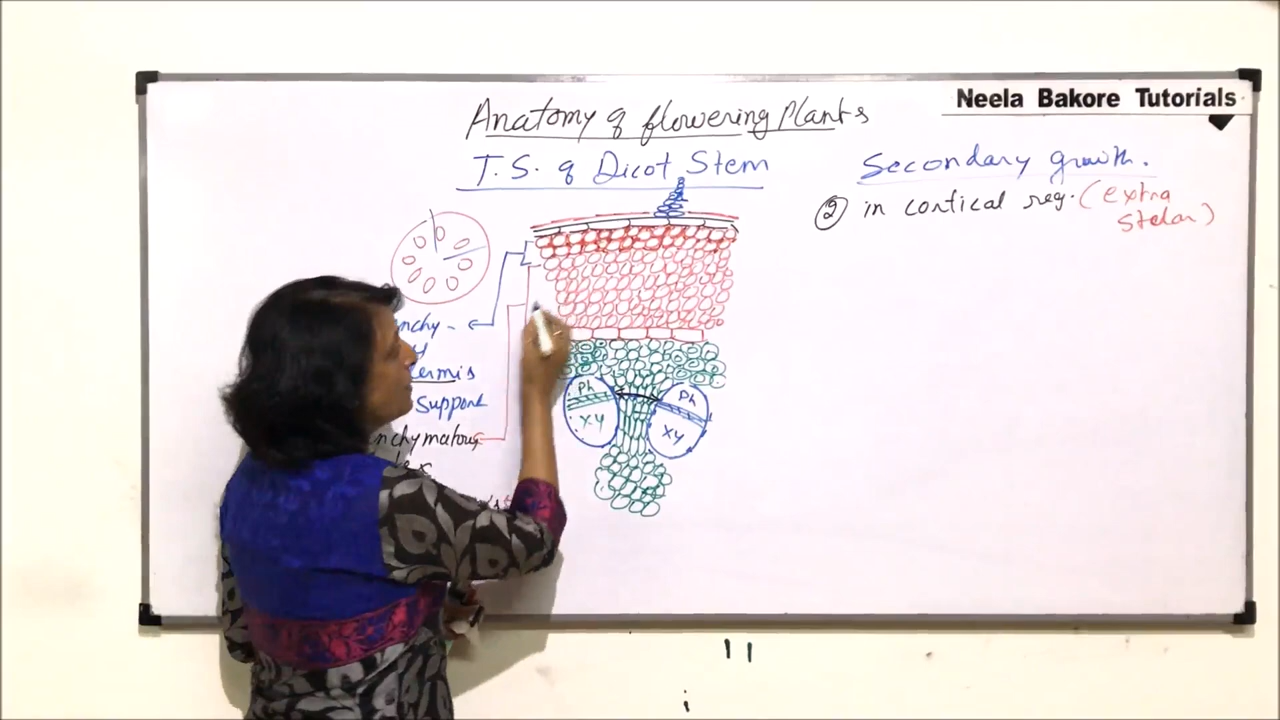 Neela Bakore Tutorials
Anatomy of flowering Plants
T.S. of Dicot Stem
Secondary growth.
② in cortical reg. (extra
stelar)
nchy -
y
ermis
Support
nchymatous
Ph
XY
Ph
XY